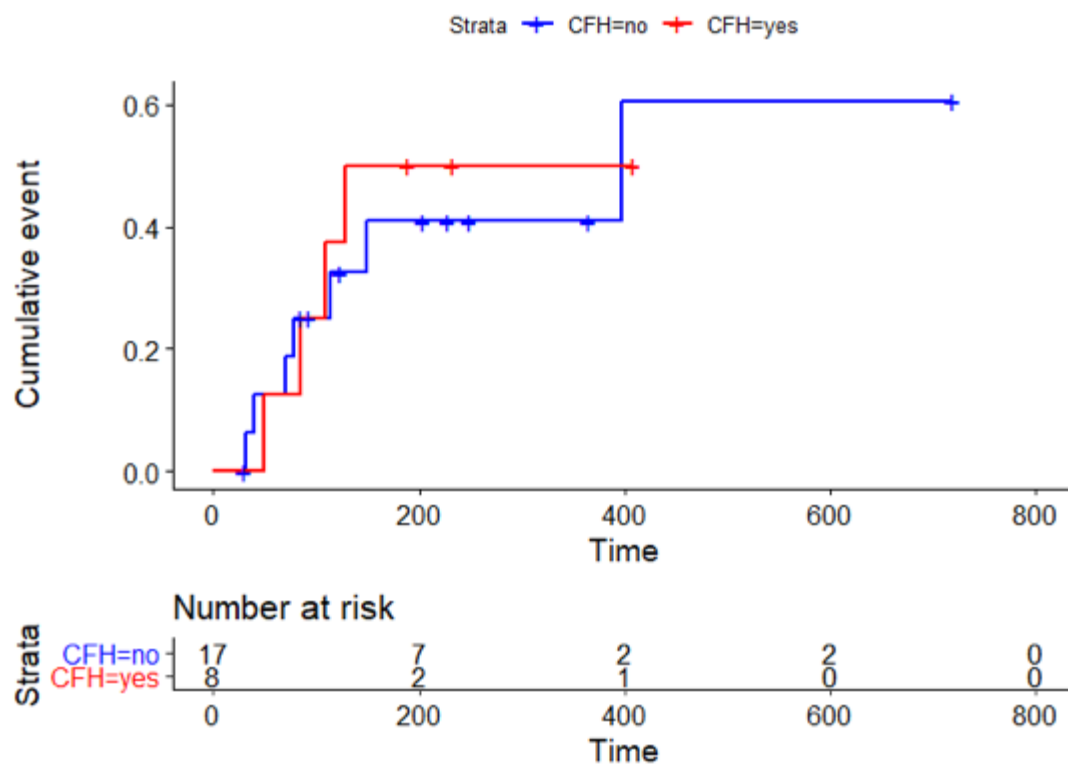 Strata CFH=no CFH=yes
Cumulative event
0.6
0.4
0.2
0.0
0 200 400 600 800
Time
Number at risk
Strata
CFH=no 17 7 2 2 0
CFH=yes 8 2 1 0 0
0 200 400 600 800
Time